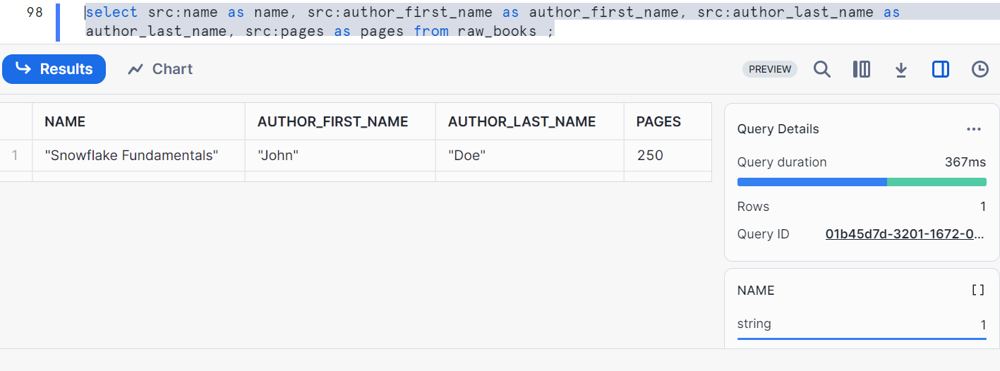 98
select src:name as name, src:author_first_name as author_first_name, src:author_last_name as
author_last_name, src:pages as pages from raw_books ;
Results
Chart
PREVIEW
NAME AUTHOR_FIRST_NAME AUTHOR_LAST_NAME PAGES
1 "Snowflake Fundamentals" "John" "Doe" 250
Query Details ...
Query duration 367ms
Rows 1
Query ID 01b45d7d-3201-1672-0...
NAME
string 1